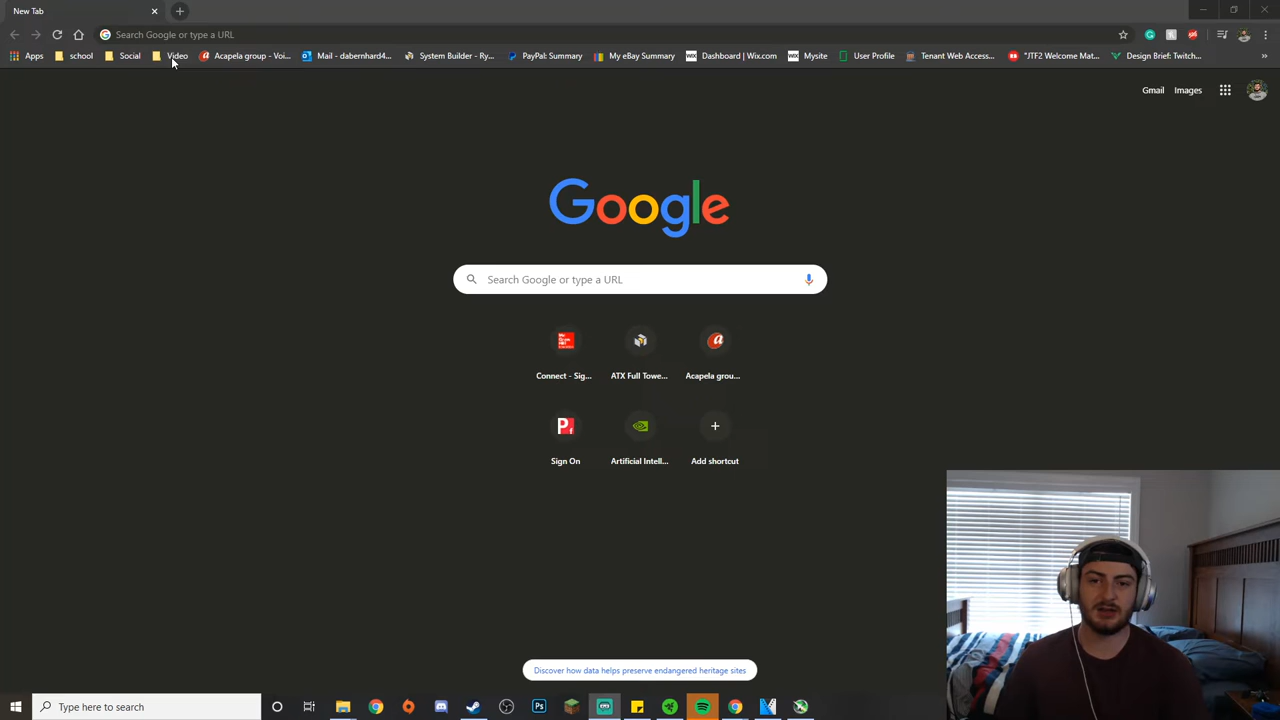 New Tab
Search Google or type a URL
Apps school Social Video Acapela group - Voi... Mail - dabernhard4... System Builder - Ry... PayPal: Summary My eBay Summary Dashboard | Wix.com Mysite User Profile Tenant Web Access... "JTF2 Welcome Mat... Design Brief: Twitch... »
Gmail Images
Google
Search Google or type a URL
Connect - Sig... ATX Full Towe... Acapela grou...
Sign On Artificial Intell... Add shortcut
Discover how data helps preserve endangered heritage sites
Type here to search